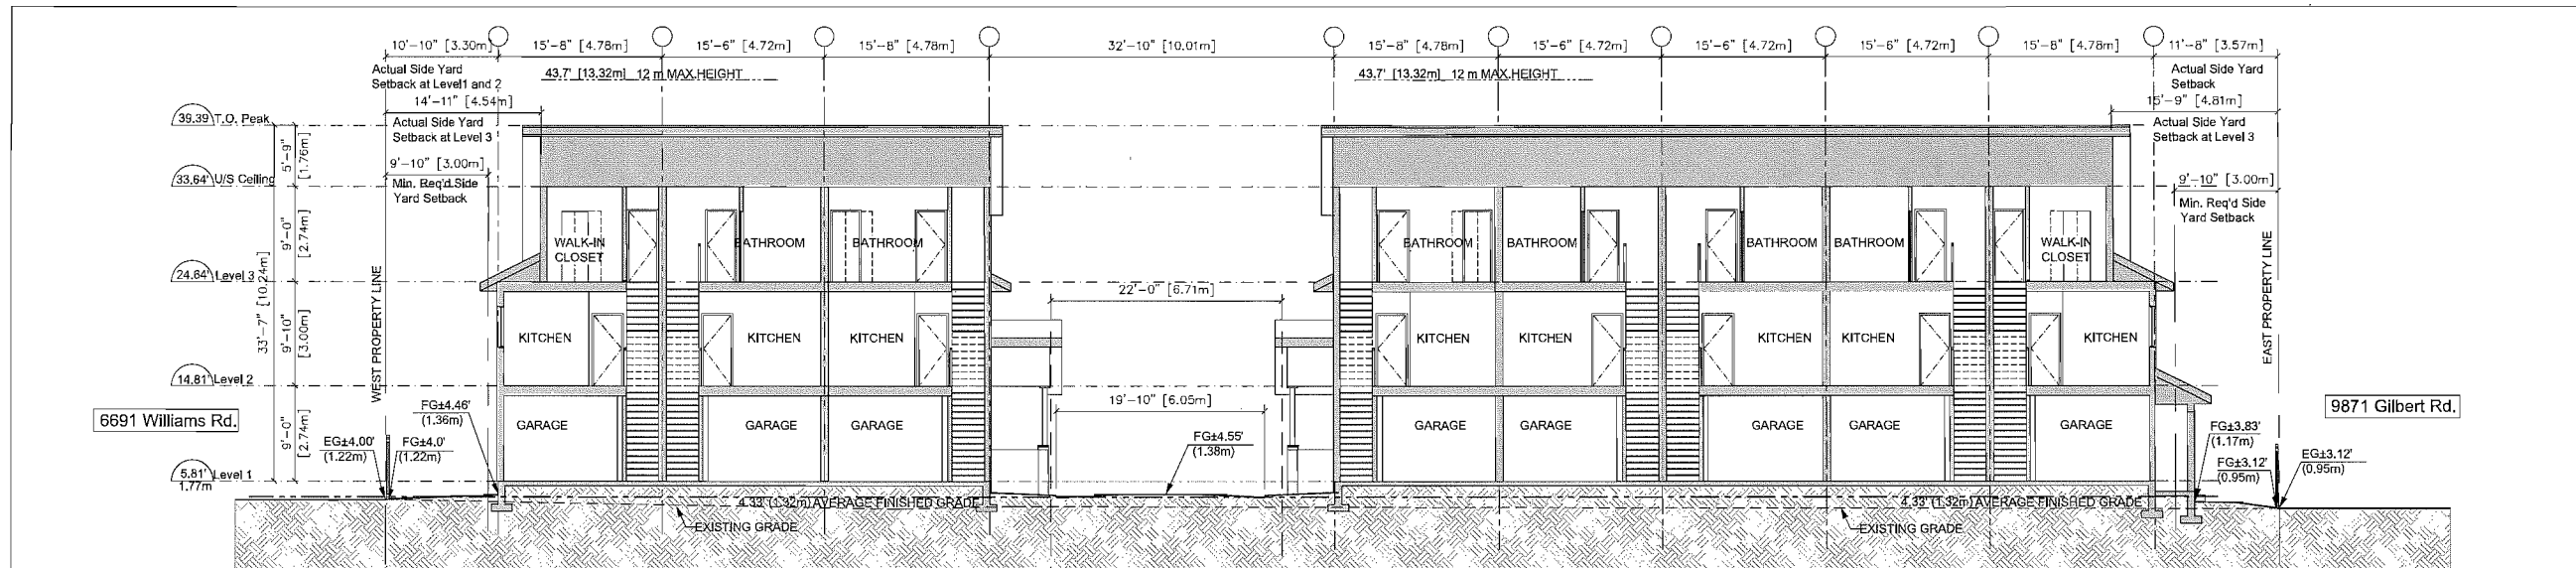 10'-10" [3.30m]
15'-8" [4.78m]
15'-6" [4.72m]
15'-8" [4.78m]
32'-10" [10.01m]
15'-8" [4.78m]
15'-6" [4.72m]
15'-6" [4.72m]
15'-6" [4.72m]
15'-8" [4.78m]
11'-8" [3.57m]
Actual Side Yard
Setback at Level1 and 2
43.7' [13.32m] 12 m MAX.HEIGHT
43.7' [13.32m] 12 m MAX.HEIGHT
Actual Side Yard
Setback
14'-11" [4.54m]
15'-9" [4.81m]
39.39' T.O. Peak
Actual Side Yard
Setback at Level 3
Actual Side Yard
Setback at Level 3
5'-9"
[1.76m]
9'-10" [3.00m]
9'-10" [3.00m]
33.64' U/S Ceiling
Min. Req'd Side
Yard Setback
Min. Req'd Side
Yard Setback
9'-0"
[2.74m]
WALK-IN
CLOSET
BATHROOM
BATHROOM
BATHROOM
BATHROOM
BATHROOM
BATHROOM
WALK-IN
CLOSET
24.64' Level 3
33'-7" [10.24m]
WEST PROPERTY LINE
EAST PROPERTY LINE
22'-0" [6.71m]
9'-10"
[3.00m]
KITCHEN
KITCHEN
KITCHEN
KITCHEN
KITCHEN
KITCHEN
KITCHEN
KITCHEN
14.81' Level 2
19'-10" [6.05m]
6691 Williams Rd.
9871 Gilbert Rd.
9'-0"
[2.74m]
FG±4.46'
(1.36m)
GARAGE
GARAGE
GARAGE
GARAGE
GARAGE
GARAGE
GARAGE
GARAGE
EG±4.00'
(1.22m)
FG±4.0'
(1.22m)
FG±4.55'
(1.38m)
FG±3.83'
(1.17m)
FG±3.12'
(0.95m)
EG±3.12'
(0.95m)
5.81' Level 1
1.77m
4.33' (1.32m) AVERAGE FINISHED GRADE
4.33' (1.32m) AVERAGE FINISHED GRADE
EXISTING GRADE
EXISTING GRADE